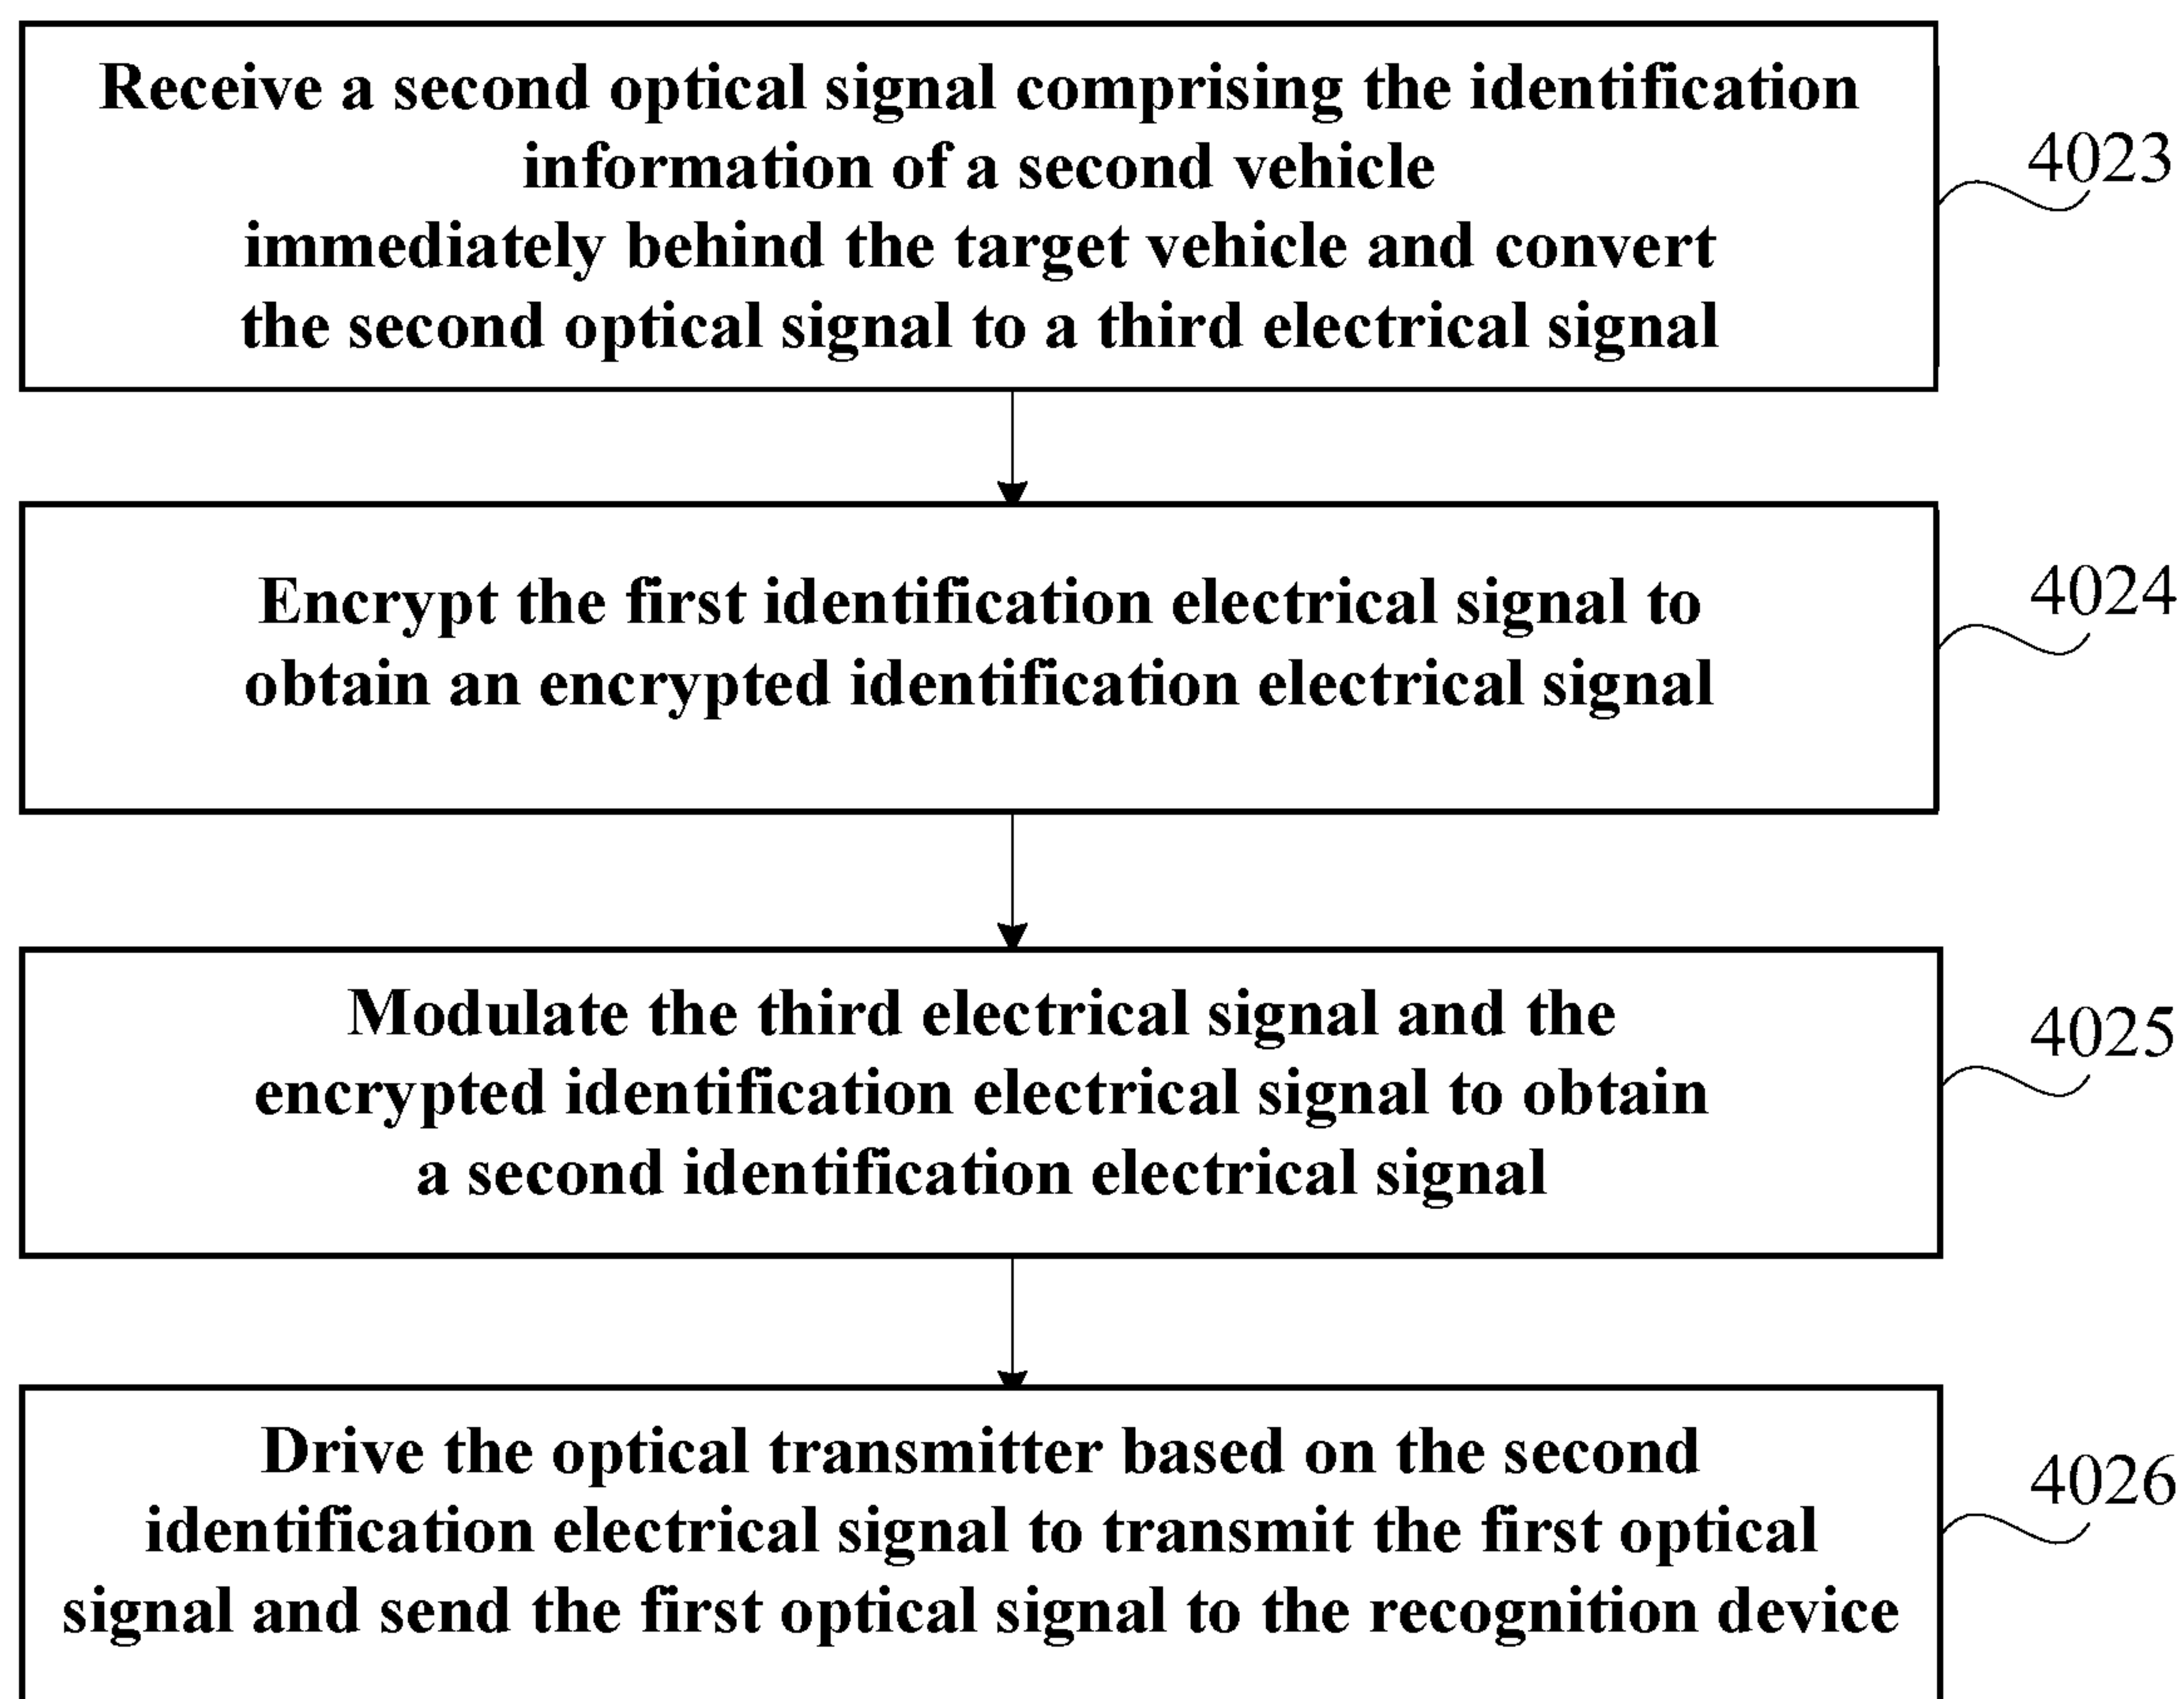 Receive a second optical signal comprising the identification
information of a second vehicle
immediately behind the target vehicle and convert
the second optical signal to a third electrical signal
4023
Encrypt the first identification electrical signal to
obtain an encrypted identification electrical signal
4024
Modulate the third electrical signal and the
encrypted identification electrical signal to obtain
a second identification electrical signal
4025
Drive the optical transmitter based on the second
identification electrical signal to transmit the first optical
signal and send the first optical signal to the recognition device
4026